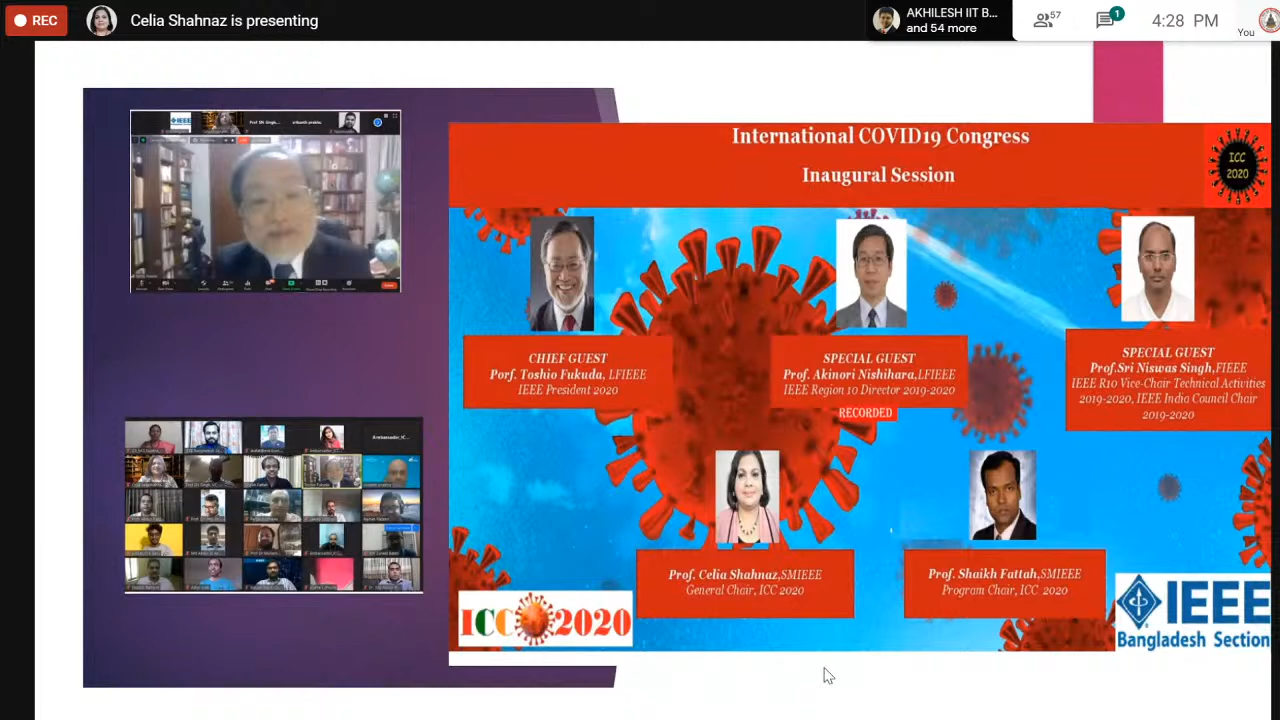 REC
Celia Shahnaz is presenting
AKHILESH IIT B...
and 54 more
57
1
4:28 PM
You
International COVID19 Congress
Inaugural Session
ICC
2020
CHIEF GUEST
Porf. Toshio Fukuda, LFIEEE
IEEE President 2020
SPECIAL GUEST
Prof. Akinori Nishihara,LFIEEE
IEEE Region 10 Director 2019-2020
RECORDED
SPECIAL GUEST
Prof.Sri Niswas Singh,FIEEE
IEEE R10 Vice-Chair Technical Activities
2019-2020, IEEE India Council Chair
2019-2020
Prof. Celia Shahnaz,SMIEEE
General Chair, ICC 2020
Prof. Shaikh Fattah,SMIEEE
Program Chair, ICC 2020
ICC 2020
IEEE
Bangladesh Section